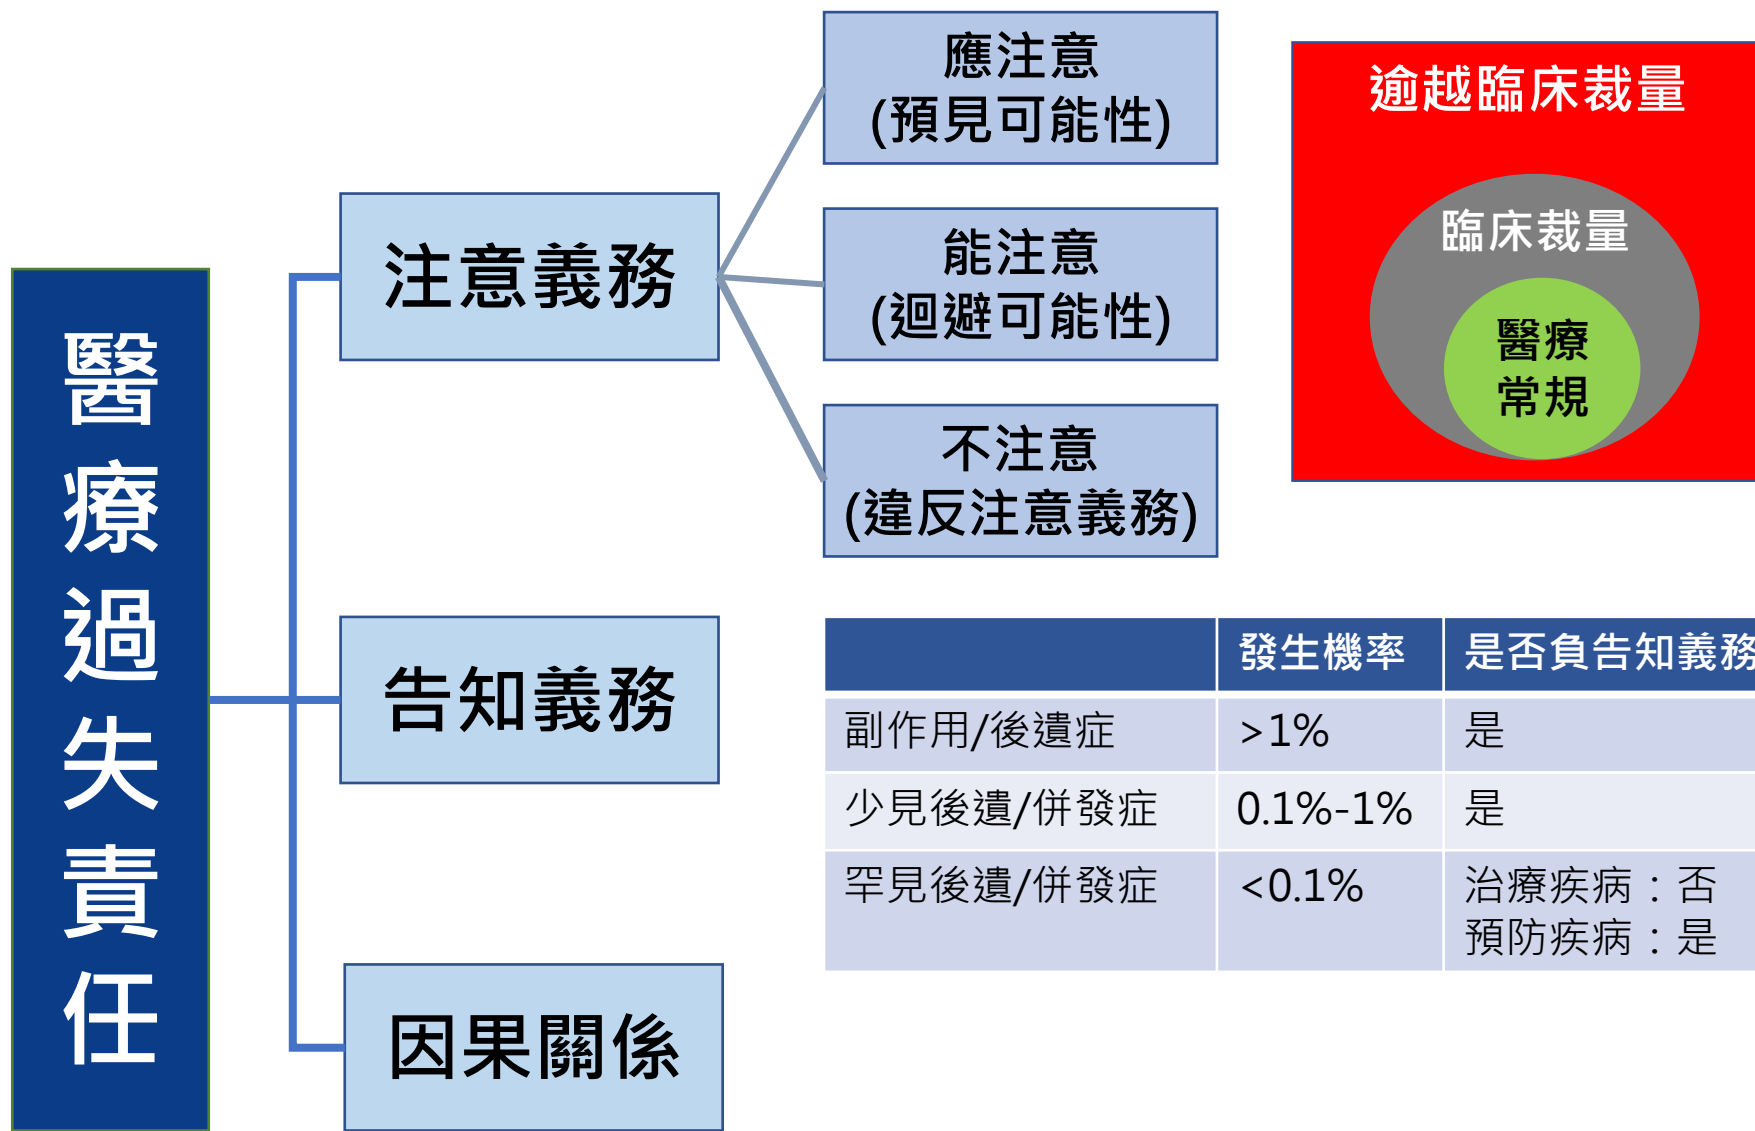 醫療過失責任
注意義務
應注意
(預見可能性)
能注意
(迴避可能性)
不注意
(違反注意義務)
逾越臨床裁量
臨床裁量
醫療
常規
告知義務
發生機率 是否負告知義務
副作用/後遺症 >1% 是
少見後遺/併發症 0.1%-1% 是
罕見後遺/併發症 <0.1% 治療疾病：否
預防疾病：是
因果關係